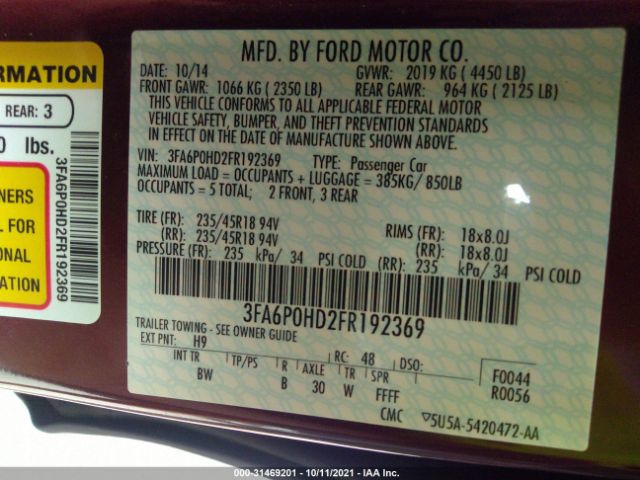 MFD. BY FORD MOTOR CO.
DATE: 10/14 GVWR: 2019 KG ( 4450 LB)
FRONT GAWR: 1066 KG ( 2350 LB) REAR GAWR: 964 KG ( 2125 LB)
THIS VEHICLE CONFORMS TO ALL APPLICABLE FEDERAL MOTOR
VEHICLE SAFETY, BUMPER, AND THEFT PREVENTION STANDARDS
IN EFFECT ON THE DATE OF MANUFACTURE SHOWN ABOVE.
VIN: 3FA6P0HD2FR192369 TYPE: Passenger Car
MAXIMUM LOAD = OCCUPANTS + LUGGAGE = 385KG/ 850LB
OCCUPANTS = 5 TOTAL; 2 FRONT, 3 REAR
TIRE (FR): 235/45R18 94V RIMS (FR): 18x8.0J
(RR): 235/45R18 94V (RR): 18x8.0J
PRESSURE (FR): 235 kPa/ 34 PSI COLD (RR): 235 kPa/ 34 PSI COLD
3FA6P0HD2FR192369
TRAILER TOWING - SEE OWNER GUIDE
EXT PNT: H9 RC: 48 DSO:
INT TR TP/PS R AXLE TR SPR F0044
BW B 30 W FFFF R0056
CMC ▽5U5A-5420472-AA
ORMATION
REAR: 3
0 lbs.
NERS
L FOR
ONAL
ATION
3FA6P0HD2FR192369
000-31469201 - 10/11/2021 - IAA Inc.